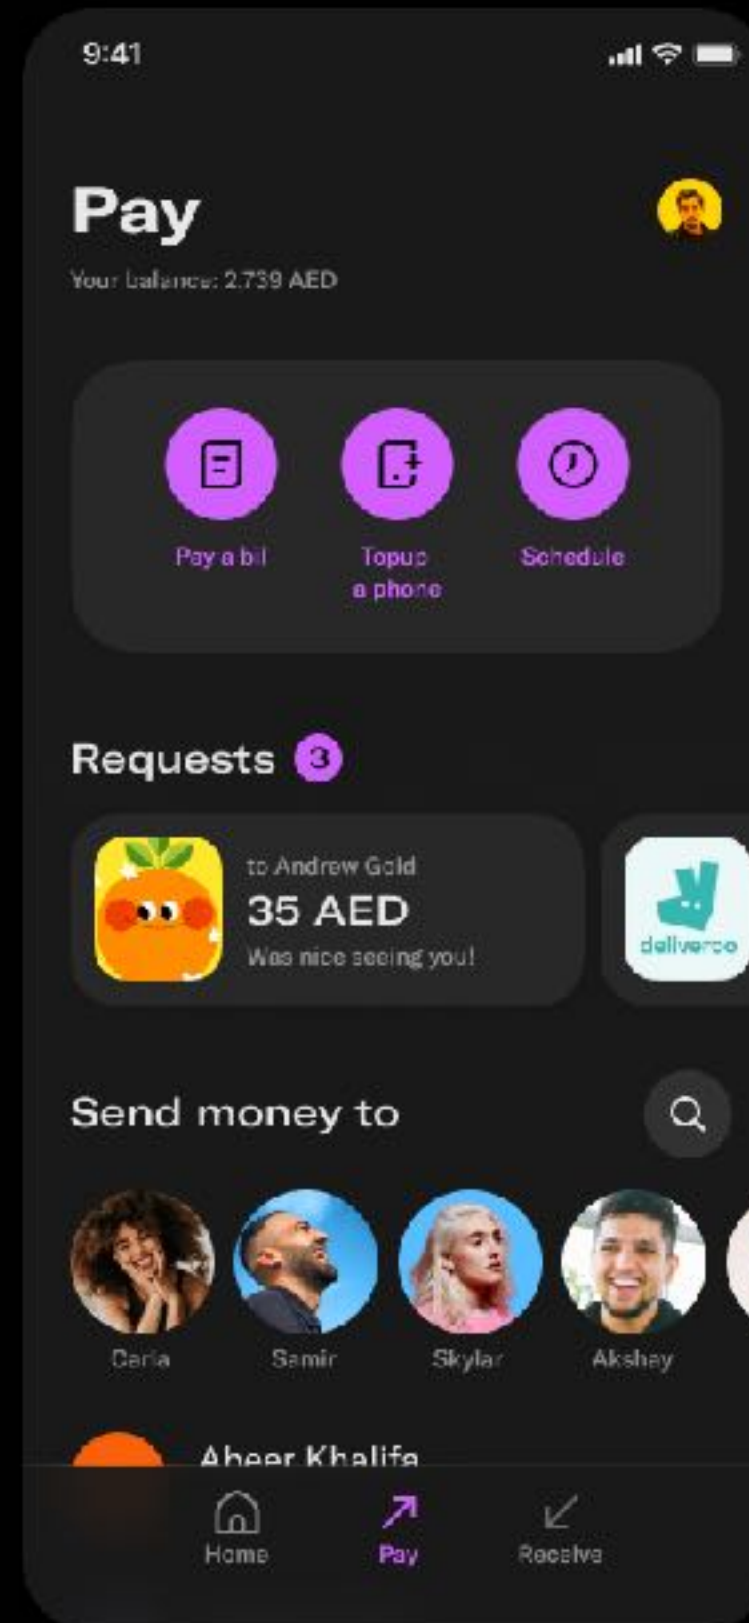 9:41
Pay
Your balance: 2.739 AED
Pay a bill
Topup
a phone
Schedule
Requests 3
to Andrew Gold
35 AED
Was nice seeing you!
deliveroo
Send money to
Carla
Samir
Skylar
Akshay
Abeer Khalifa
Home
Pay
Receive